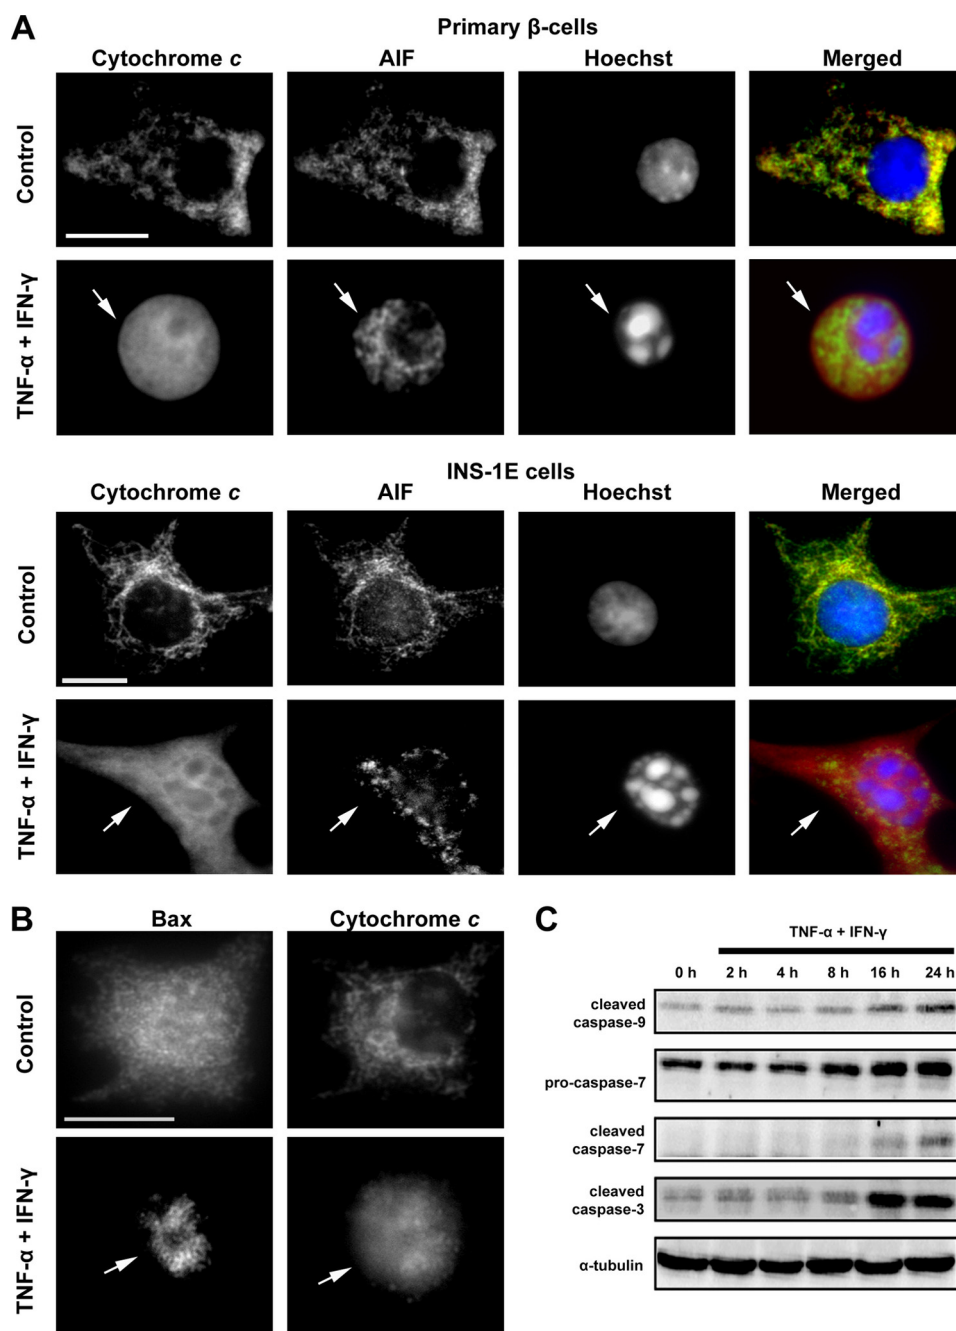 A
Primary β-cells
Cytochrome c AIF Hoechst Merged
Control
TNF-α + IFN-γ
INS-1E cells
Cytochrome c AIF Hoechst Merged
Control
TNF-α + IFN-γ
B
Bax Cytochrome c
Control
TNF-α + IFN-γ
C
TNF-α + IFN-γ
0 h 2 h 4 h 8 h 16 h 24 h
cleaved
caspase-9
pro-caspase-7
cleaved
caspase-7
cleaved
caspase-3
α-tubulin